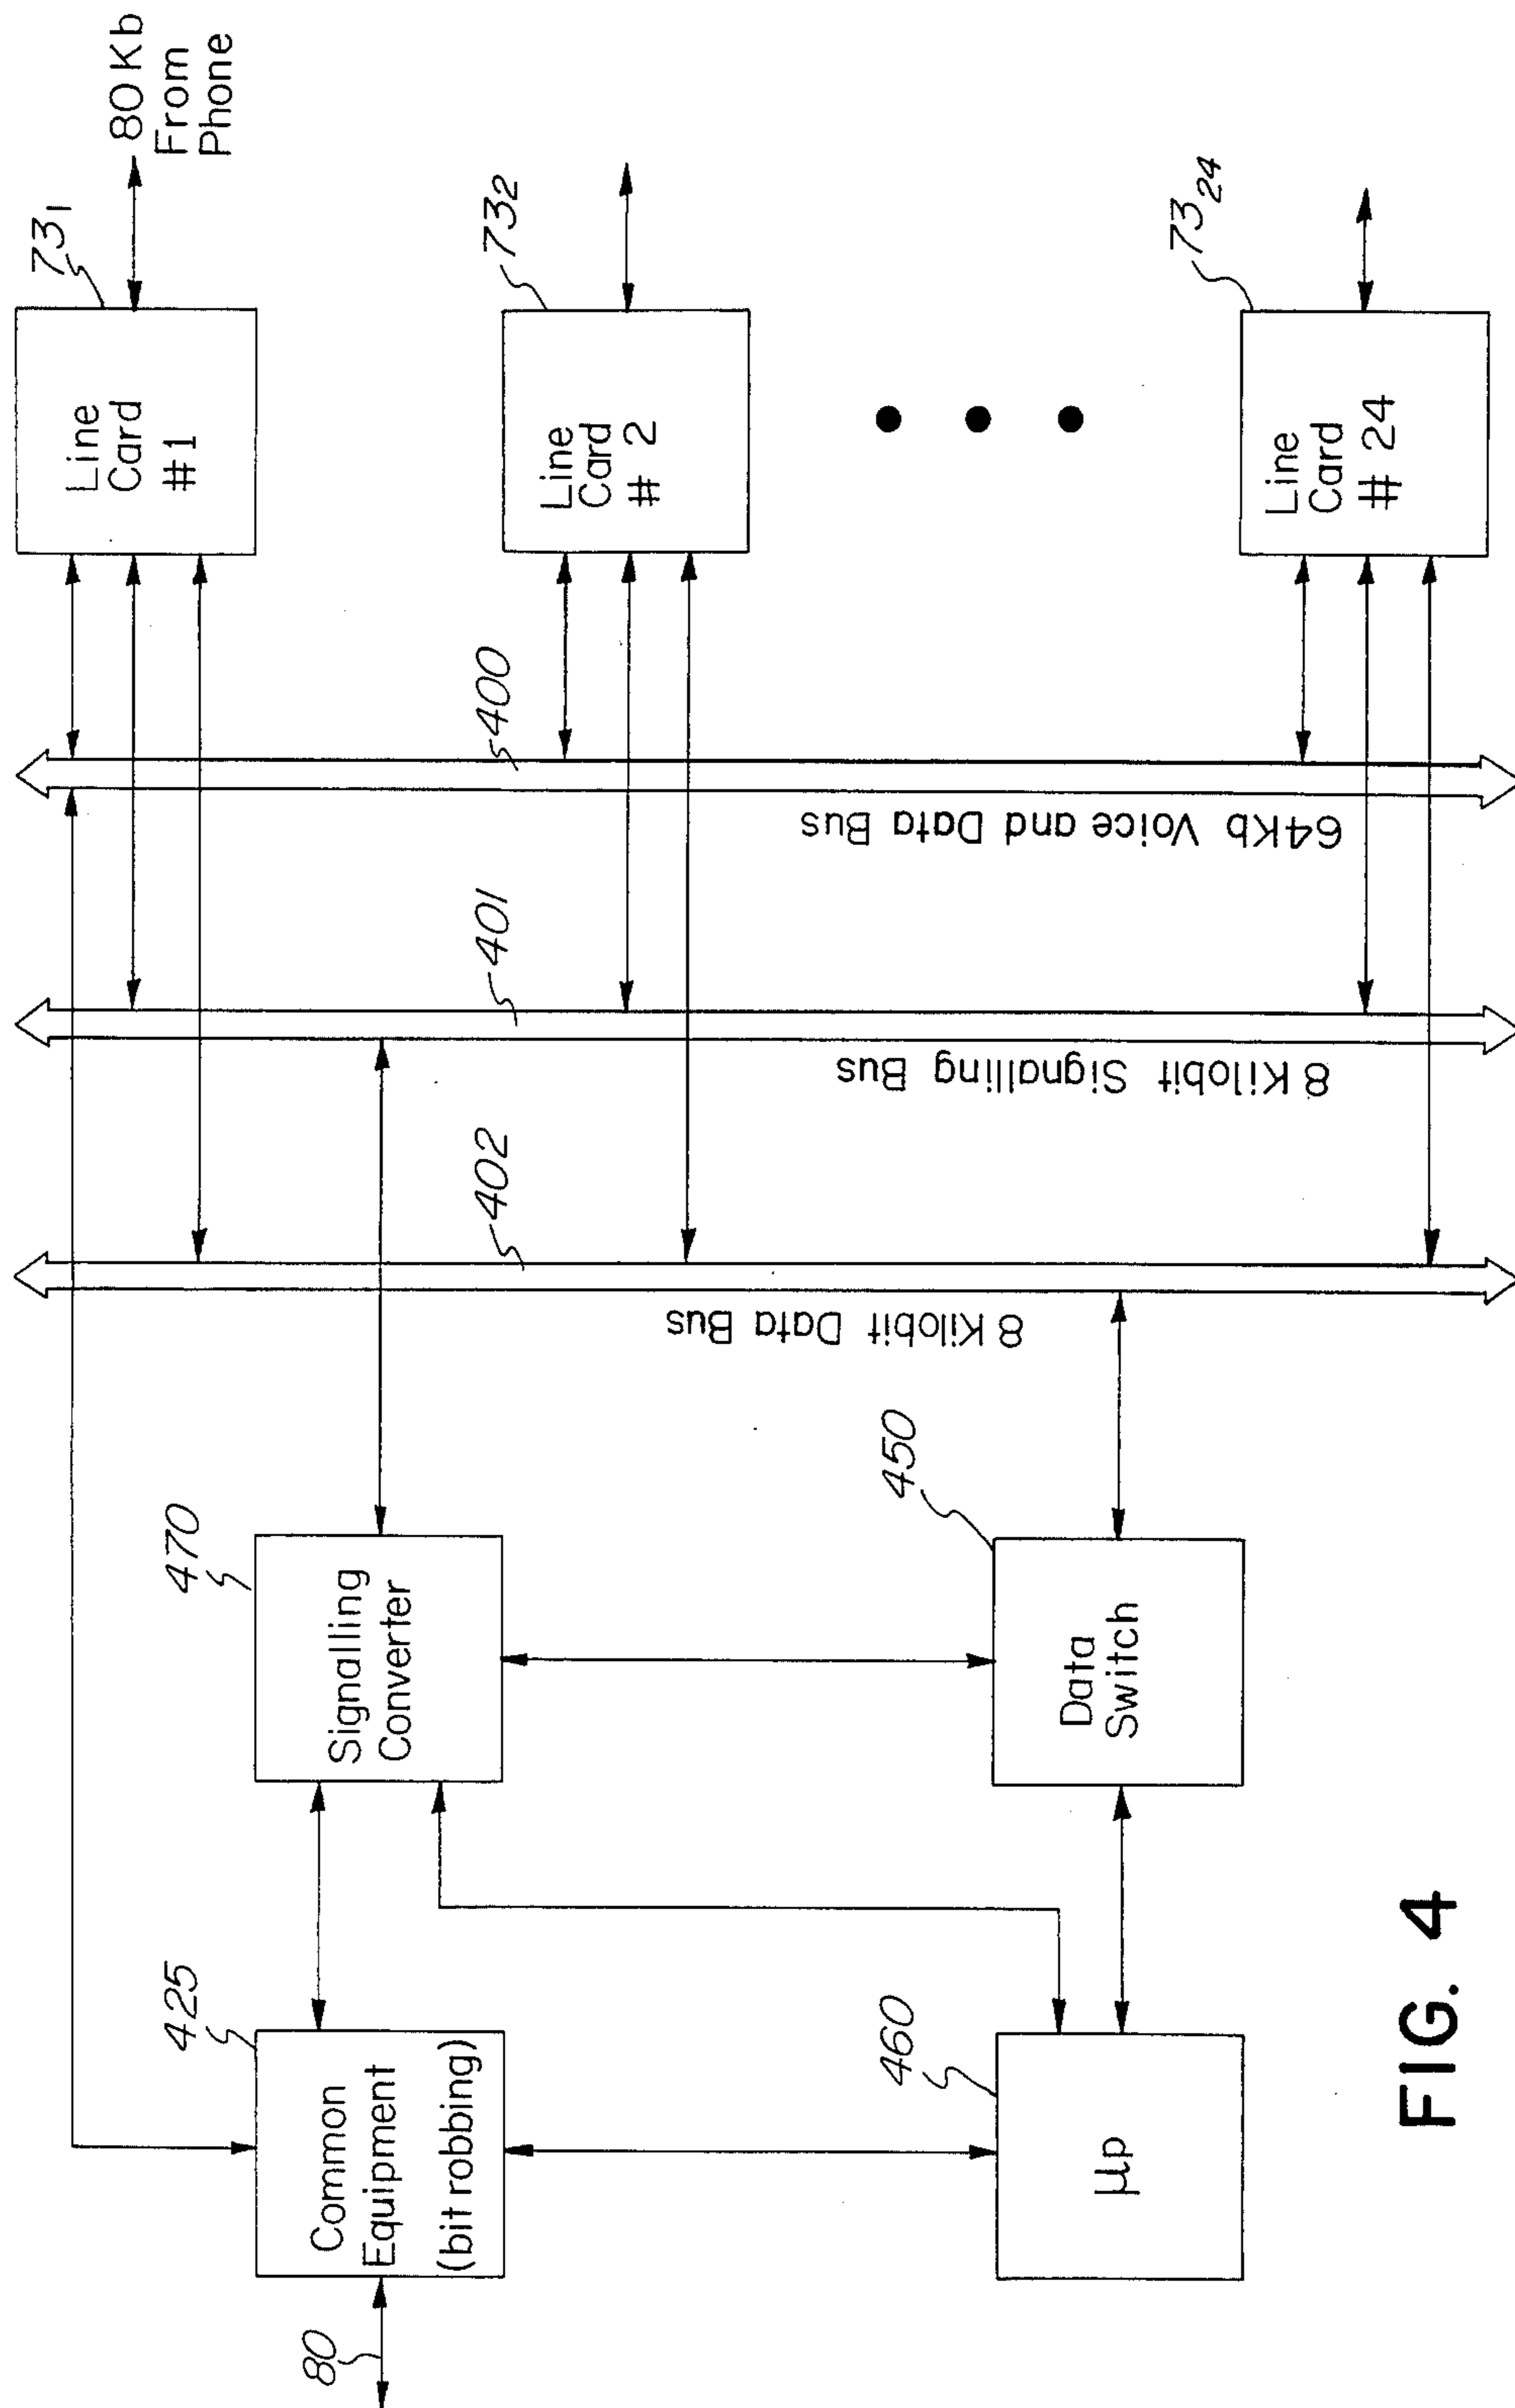 80 Kb
From
Phone
73₁
Line
Card
#1
73₂
Line
Card
# 2
73₂₄
Line
Card
# 24
400
64Kb Voice and Data Bus
401
8 Kilobit Signalling Bus
402
8 Kilobit Data Bus
470
Signalling
Converter
450
Data
Switch
425
Common
Equipment
(bit robbing)
460
μp
80
FIG. 4